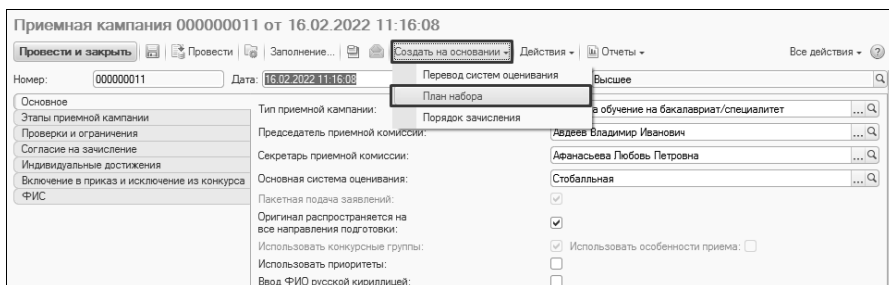 Приемная кампания 000000011 от 16.02.2022 11:16:08
Провести и закрыть Провести Заполнение... Создать на основании Действия Отчеты Все действия
Номер: 000000011 Дата: 16.02.2022 11:16:08 Перевод систем оценивания Высшее
План набора
Порядок зачисления
Основное
Этапы приемной кампании
Проверки и ограничения
Согласие на зачисление
Индивидуальные достижения
Включение в приказ и исключение из конкурса
ФИС
Тип приемной кампании: обучение на бакалавриат/специалитет ...
Председатель приемной комиссии: Авдеев Владимир Иванович ...
Секретарь приемной комиссии: Афанасьева Любовь Петровна ...
Основная система оценивания: Стобалльная ...
Пакетная подача заявлений:
Оригинал распространяется на
все направления подготовки:
Использовать конкурсные группы: Использовать особенности приема:
Использовать приоритеты:
Ввод ФИО русской кириллицей: